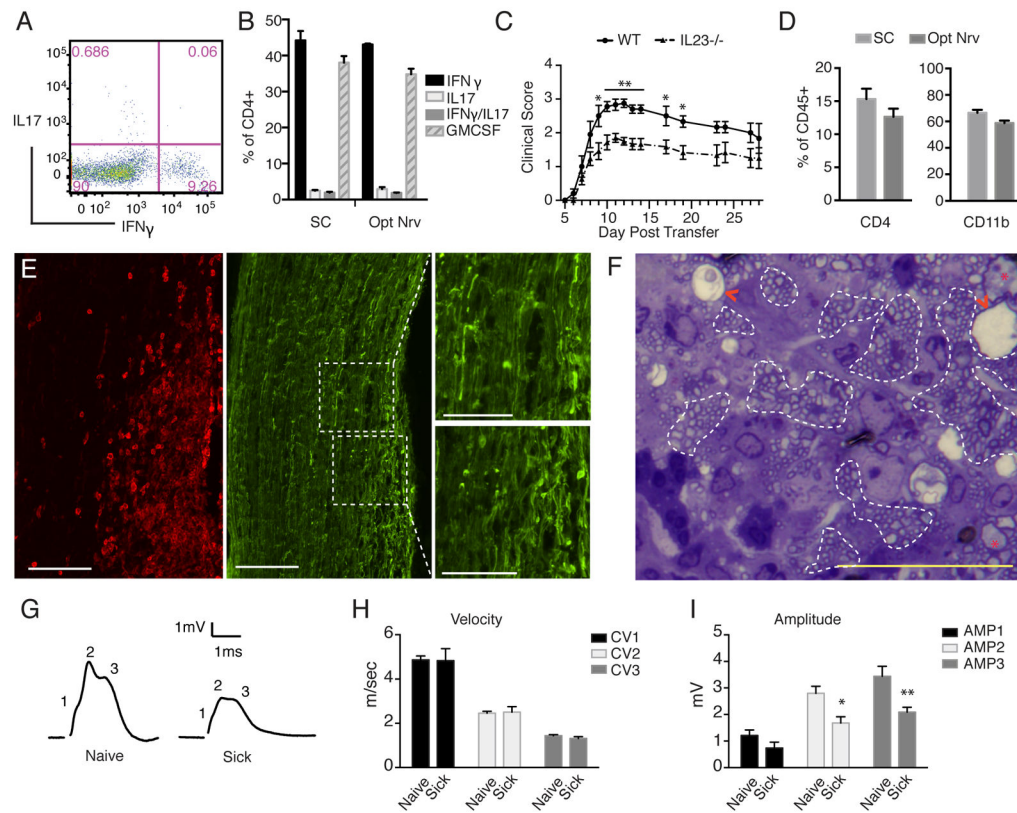 A
0.686
0.06
10⁵
10⁴
IL17 10³
10²
0
90
9.26
0 10² 10³ 10⁴ 10⁵
IFNγ
B
50
40
30
20
10
0
% of CD4+
IFN γ
IL17
IFNγ/IL17
GMCSF
SC Opt Nrv
C
WT IL23-/-
4
3
2
1
0
Clinical Score
* ** * *
5 10 15 20 25
Day Post Transfer
D
SC Opt Nrv
% of CD45+
20
15
10
5
0
CD4
100
80
60
40
20
0
CD11b
E
F
*
*
G
1mV
1ms
1 2 3
Naive
1 2 3
Sick
H
Velocity
m/sec
6
4
2
0
CV1
CV2
CV3
Naive Sick Naive Sick Naive Sick
I
Amplitude
mV
5
4
3
2
1
0
AMP1
AMP2
AMP3
* **
Naive Sick Naive Sick Naive Sick